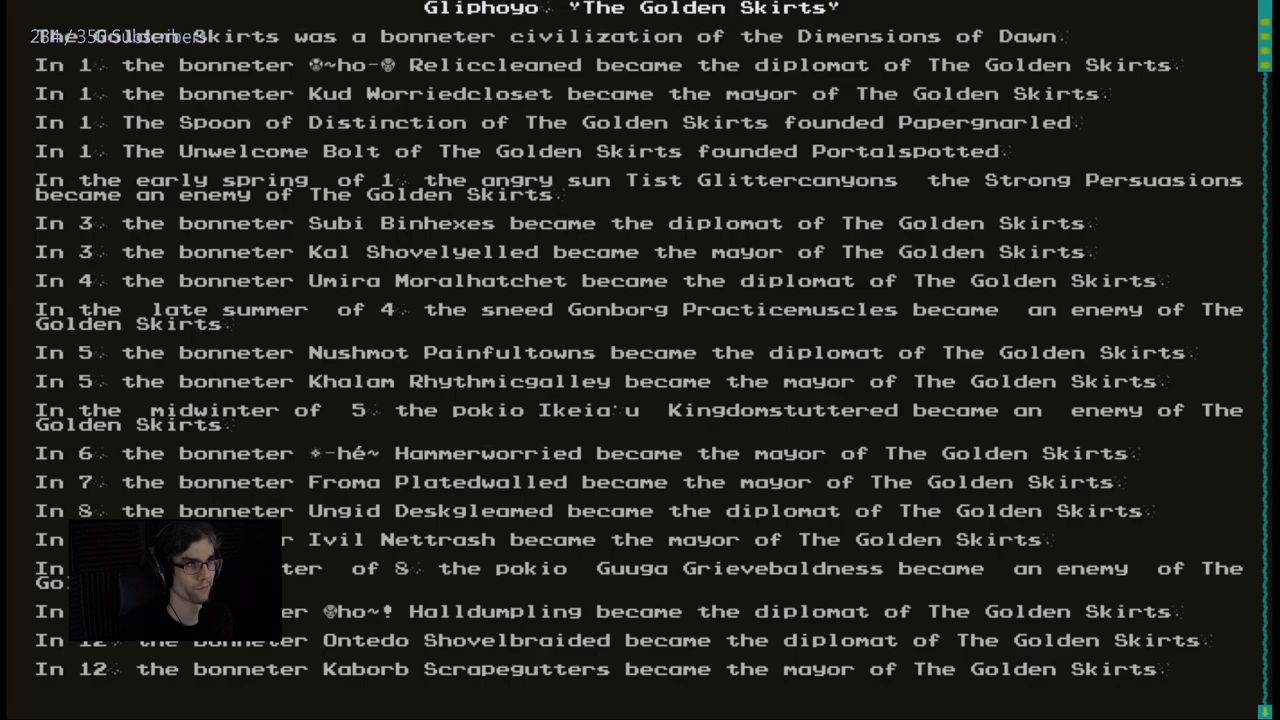 Gliphoyo "The Golden Skirts"
234/350 Subscribers
The Golden Skirts was a bonneter civilization of the Dimensions of Dawn
In 1 the bonneter ~ho- Reliccleaned became the diplomat of The Golden Skirts
In 1 the bonneter Kud Worriedcloset became the mayor of The Golden Skirts
In 1 The Spoon of Distinction of The Golden Skirts founded Papergnarled
In 1 The Unwelcome Bolt of The Golden Skirts founded Portalspotted
In the early spring of 1 the angry sun Tist Glittercanyons the Strong Persuasions
became an enemy of The Golden Skirts
In 3 the bonneter Subi Binhexes became the diplomat of The Golden Skirts
In 3 the bonneter Kal Shovelyelled became the mayor of The Golden Skirts
In 4 the bonneter Umira Moralhatchet became the diplomat of The Golden Skirts
In the late summer of 4 the sneed Gonborg Practicemuscles became an enemy of The
Golden Skirts
In 5 the bonneter Nushmot Painfultowns became the diplomat of The Golden Skirts
In 5 the bonneter Khalam Rhythmicgalley became the mayor of The Golden Skirts
In the midwinter of 5 the pokio Ikeia'u Kingdomstuttered became an enemy of The
Golden Skirts
In 6 the bonneter -hé~ Hammerworried became the mayor of The Golden Skirts
In 7 the bonneter Froma Platedwalled became the mayor of The Golden Skirts
In 8 the bonneter Ungid Deskgleamed became the diplomat of The Golden Skirts
In Ivil Nettrash became the mayor of The Golden Skirts
In of 8 the pokio Guuga Grievebaldness became an enemy of The
In ho~! Halldumpling became the diplomat of The Golden Skirts
In 12 the bonneter Ontedo Shovelbraided became the diplomat of The Golden Skirts
In 12 the bonneter Kaborb Scrapegutters became the mayor of The Golden Skirts